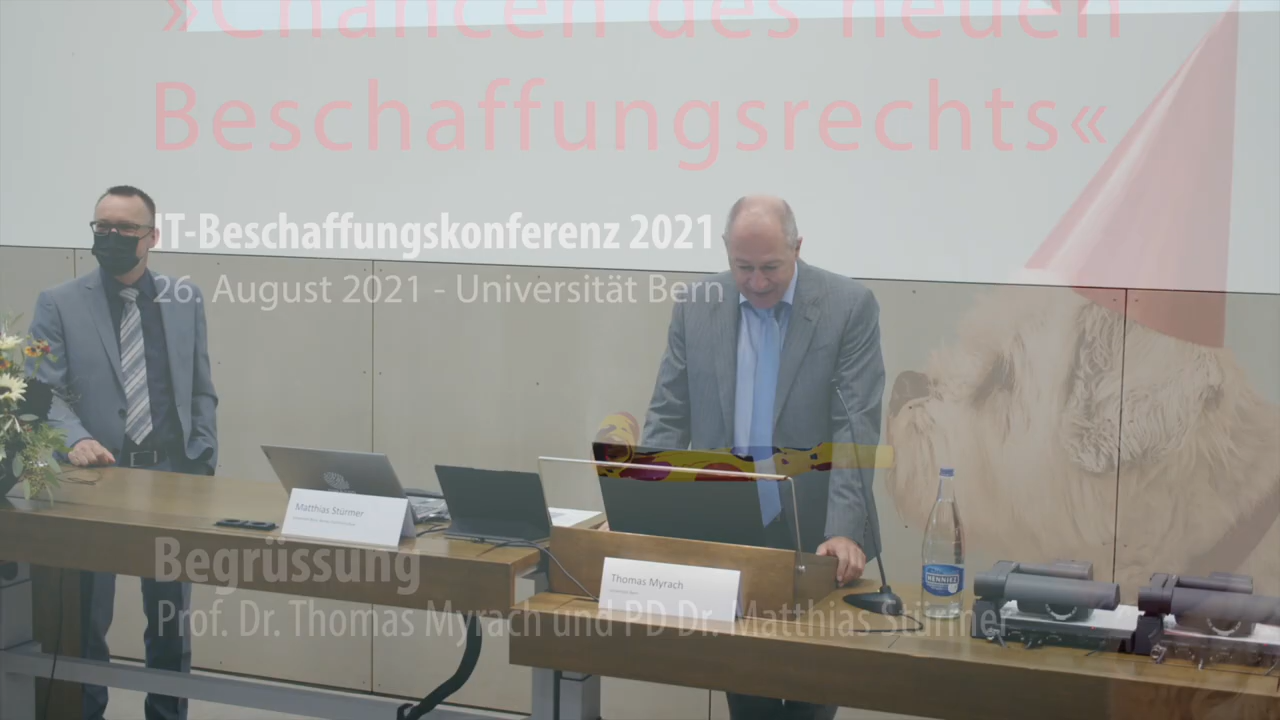 »Chancen des neuen
Beschaffungsrechts«
IT-Beschaffungskonferenz 2021
26. August 2021 - Universität Bern
Matthias Stürmer
Begrüssung
Thomas Myrach
HENNIEZ
Prof. Dr. Thomas Myrach und PD Dr. Matthias Stürmer